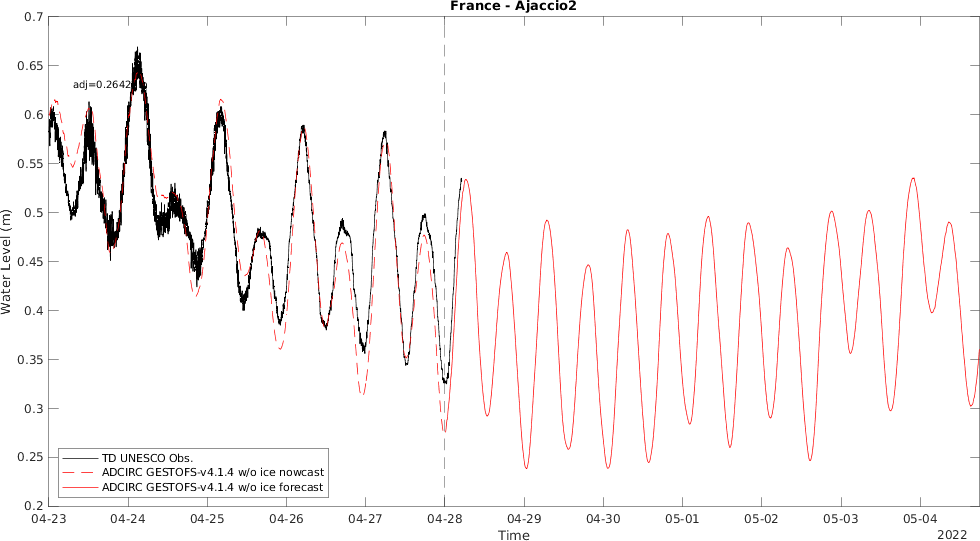 France - Ajaccio2
0.7
0.65
0.6
0.55
0.5
0.45
0.4
0.35
0.3
0.25
0.2
Water Level (m)
adj=0.2642
TD UNESCO Obs.
ADCIRC GESTOFS-v4.1.4 w/o ice nowcast
ADCIRC GESTOFS-v4.1.4 w/o ice forecast
04-23 04-24 04-25 04-26 04-27 04-28 04-29 04-30 05-01 05-02 05-03 05-04
Time
2022